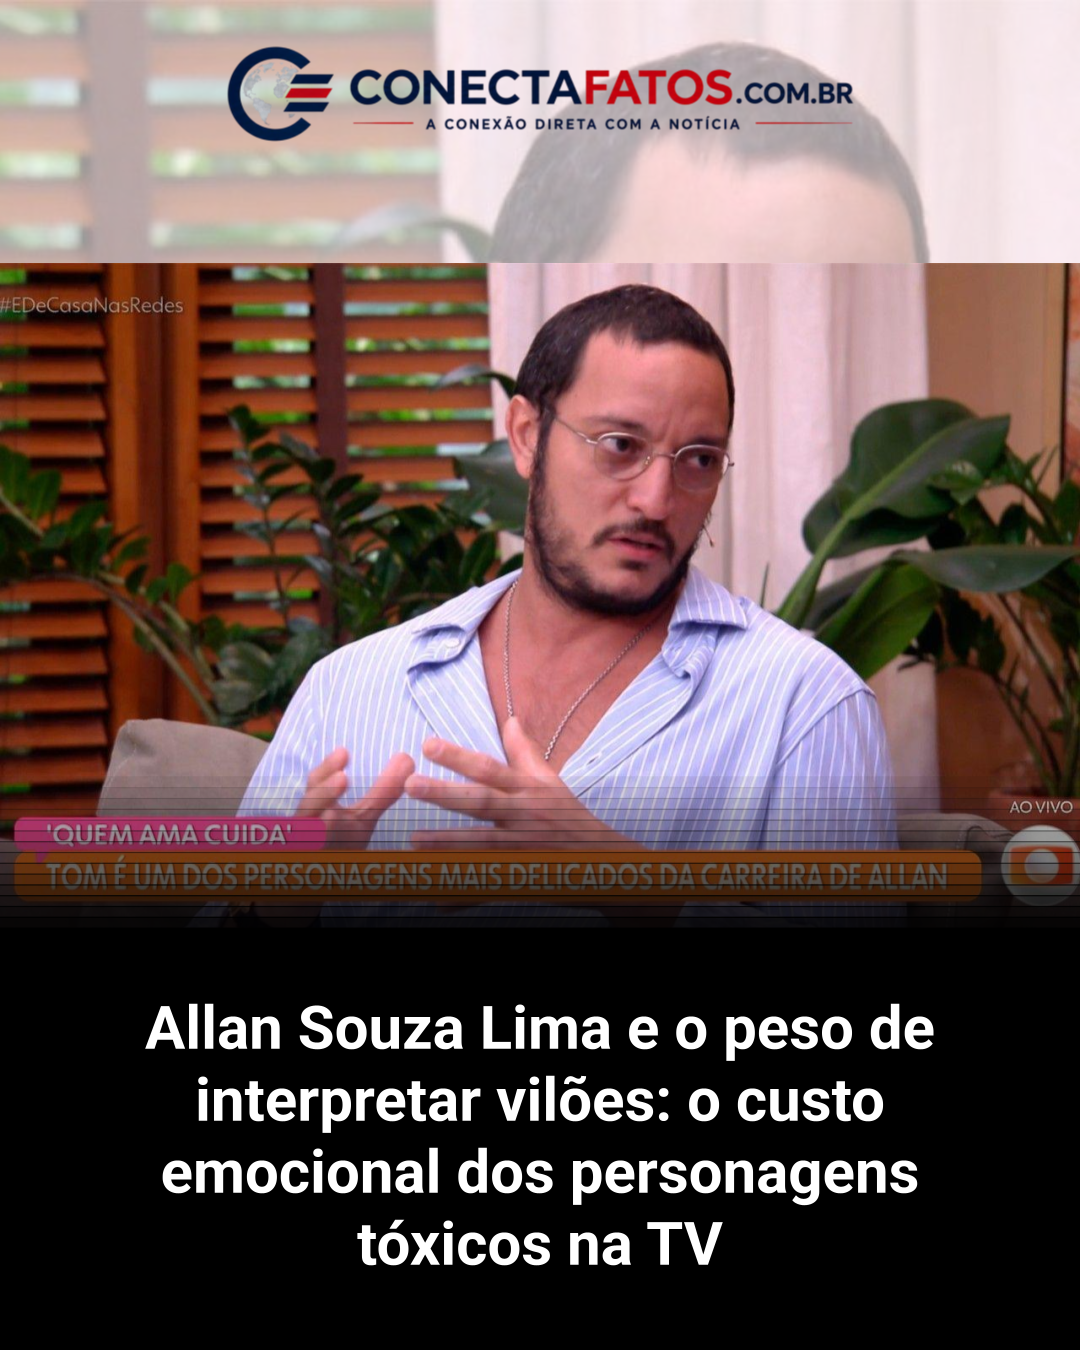 CONECTAFATOS.COM.BR
A CONEXÃO DIRETA COM A NOTÍCIA
#EDeCasaNasRedes
AO VIVO
'QUEM AMA CUIDA'
TOM É UM DOS PERSONAGENS MAIS DELICADOS DA CARREIRA DE ALLAN
Allan Souza Lima e o peso de
interpretar vilões: o custo
emocional dos personagens
tóxicos na TV